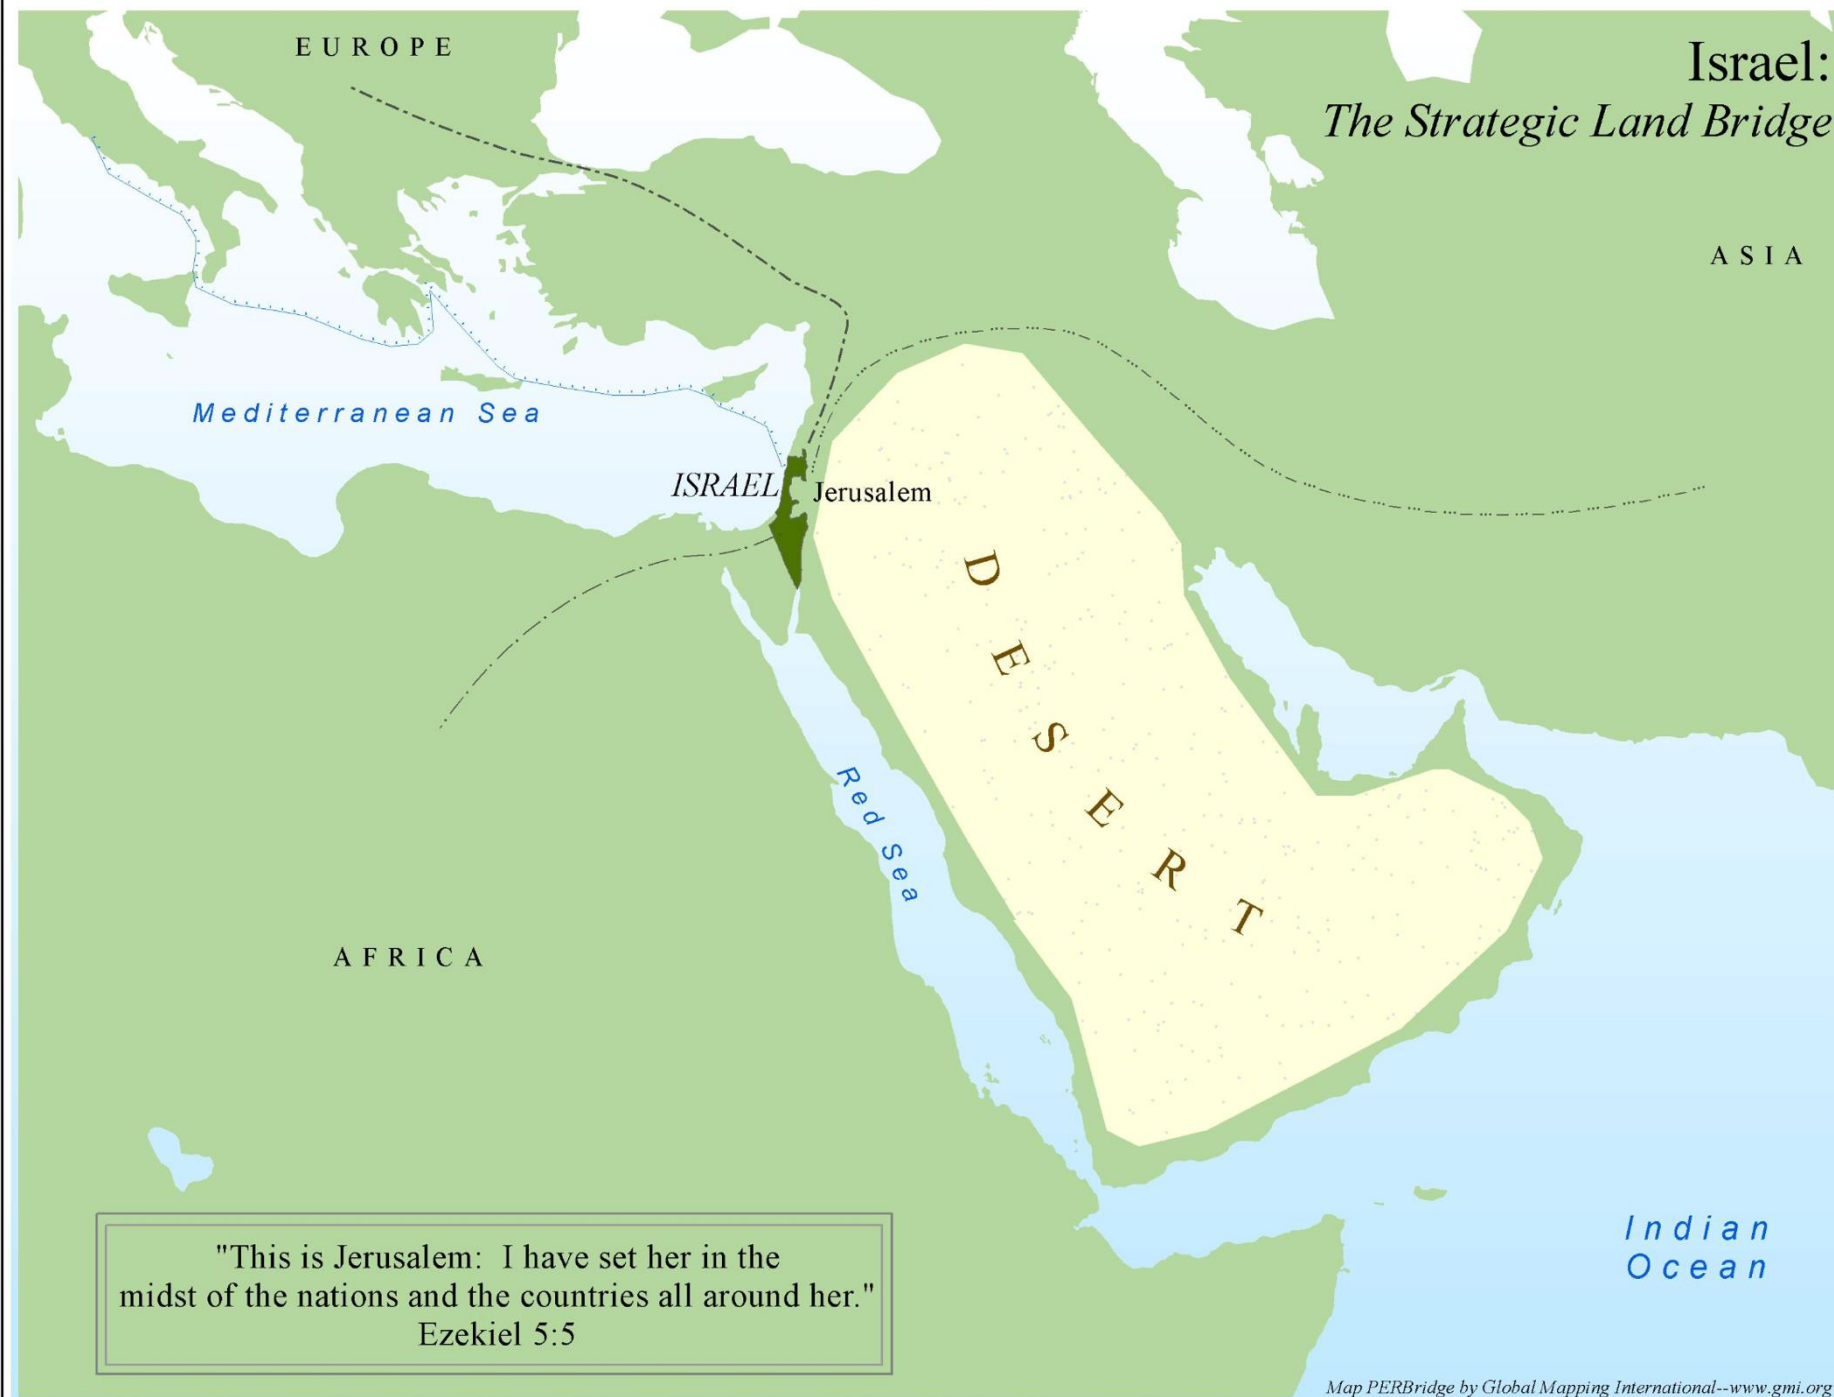 EUROPE
Israel:
The Strategic Land Bridge
ASIA
Mediterranean Sea
ISRAEL
Jerusalem
DESERT
Red Sea
AFRICA
Indian
Ocean
"This is Jerusalem:  I have set her in the
midst of the nations and the countries all around her."
Ezekiel 5:5
Map PERBridge by Global Mapping International--www.gmi.org